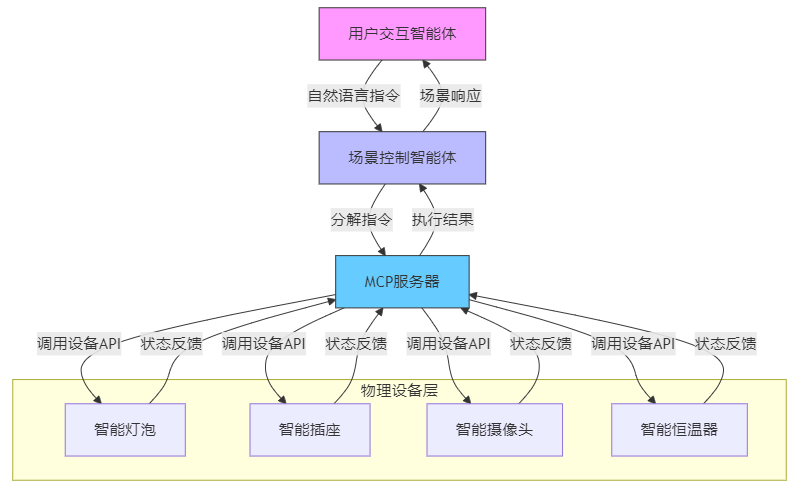 用户交互智能体
自然语言指令
场景响应
场景控制智能体
分解指令
执行结果
MCP服务器
调用设备API
状态反馈
调用设备API
状态反馈
调用设备API
状态反馈
调用设备API
状态反馈
物理设备层
智能灯泡
智能插座
智能摄像头
智能恒温器